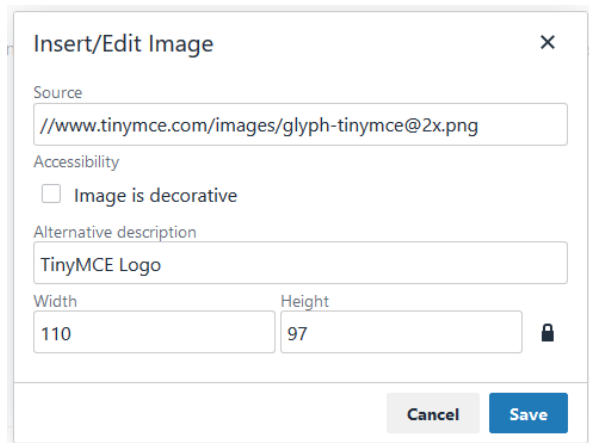 Insert/Edit Image
Source
//www.tinymce.com/images/glyph-tinymce@2x.png
Accessibility
Image is decorative
Alternative description
TinyMCE Logo
Width Height
110 97
Cancel Save